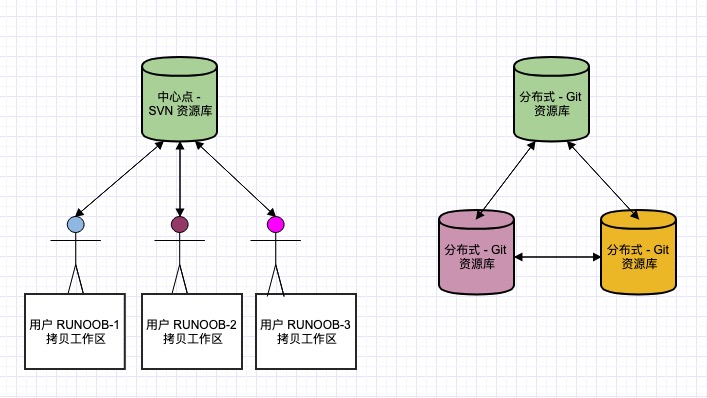 中心点 -
SVN 资源库
用户 RUNOOB-1
拷贝工作区
用户 RUNOOB-2
拷贝工作区
用户 RUNOOB-3
拷贝工作区
分布式 - Git
资源库
分布式 - Git
资源库
分布式 - Git
资源库